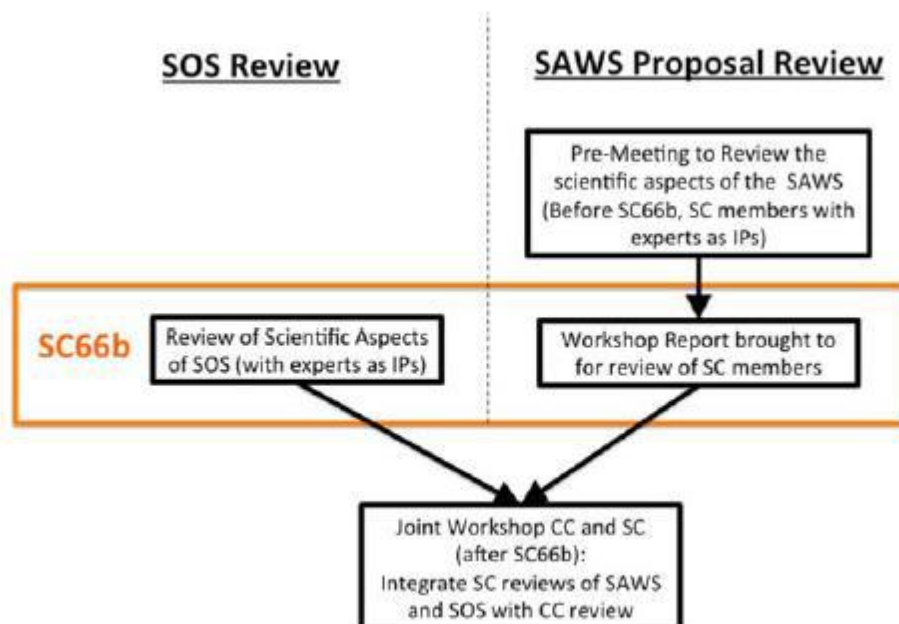 SOS Review
SAWS Proposal Review
Pre-Meeting to Review the
scientific aspects of the SAWS
(Before SC66b, SC members with
experts as IPs)
SC66b
Review of Scientific Aspects
of SOS (with experts as IPs)
Workshop Report brought to
for review of SC members
Joint Workshop CC and SC
(after SC66b):
Integrate SC reviews of SAWS
and SOS with CC review